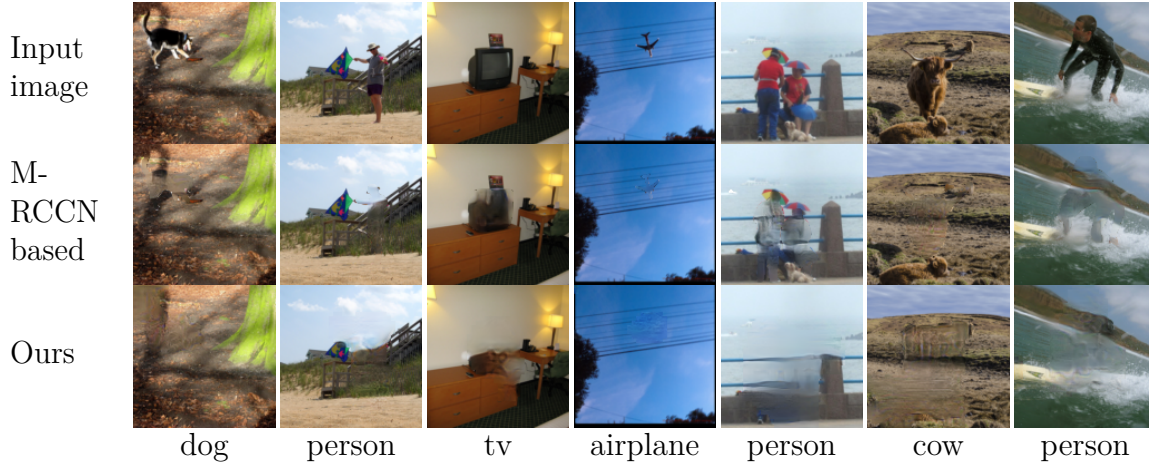 Input
image
M-
RCCN
based
Ours
dog person tv airplane person cow person